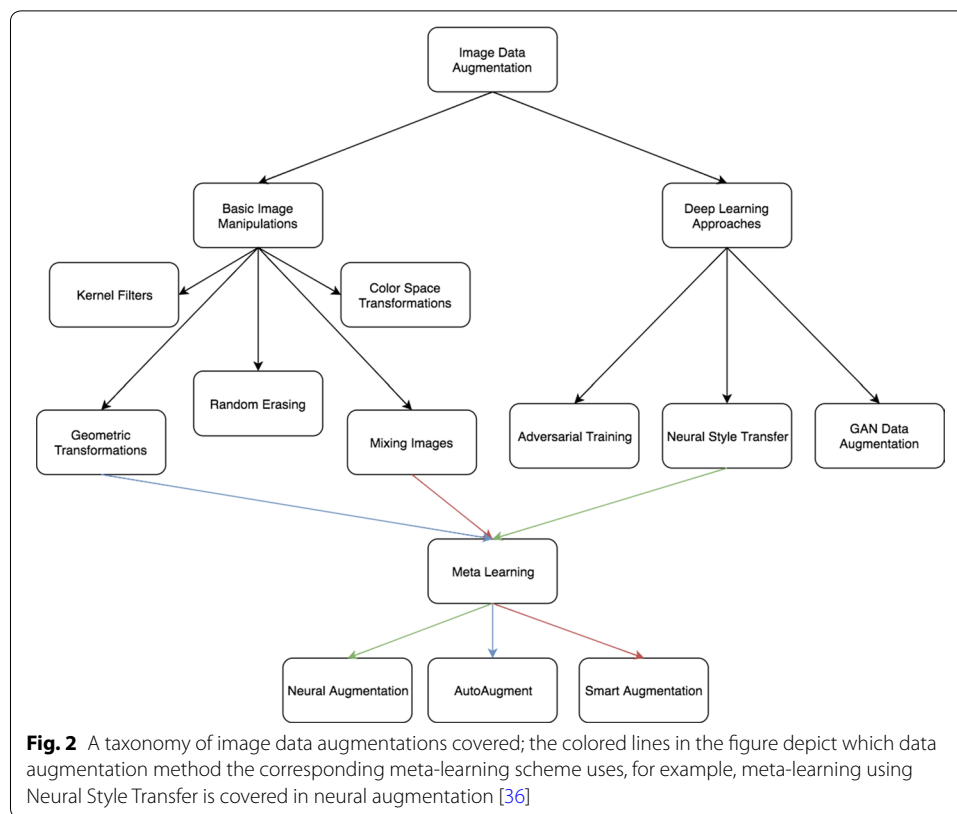 Image Data
Augmentation
Basic Image
Manipulations
Deep Learning
Approaches
Kernel Filters
Color Space
Transformations
Random Erasing
Geometric
Transformations
Mixing Images
Adversarial Training
Neural Style Transfer
GAN Data
Augmentation
Meta Learning
Neural Augmentation
AutoAugment
Smart Augmentation
Fig. 2 A taxonomy of image data augmentations covered; the colored lines in the figure depict which data
augmentation method the corresponding meta-learning scheme uses, for example, meta-learning using
Neural Style Transfer is covered in neural augmentation [36]